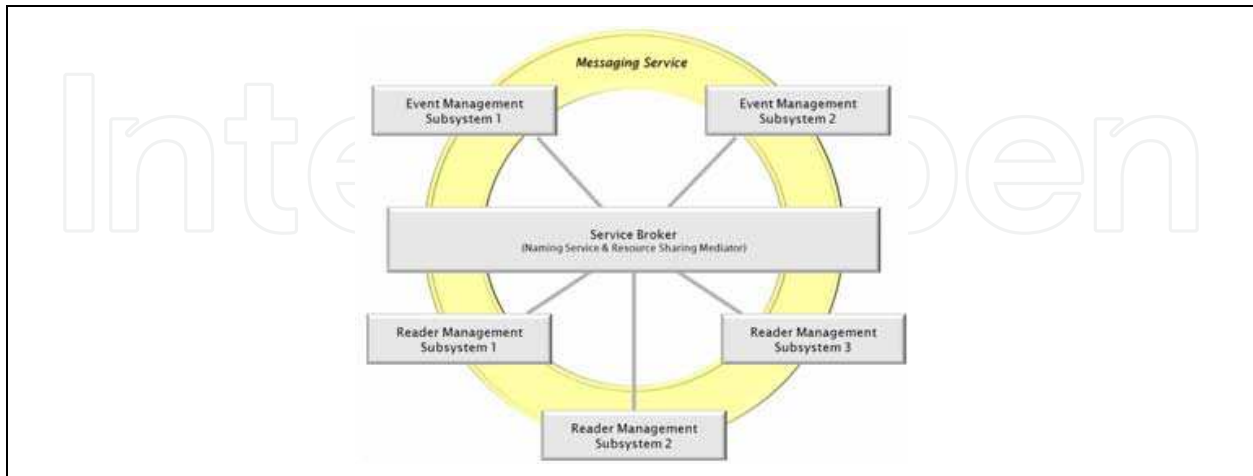 Messaging Service
Event Management
Subsystem 1
Event Management
Subsystem 2
Service Broker
(Naming Service & Resource Sharing Mediator)
Reader Management
Subsystem 1
Reader Management
Subsystem 3
Reader Management
Subsystem 2